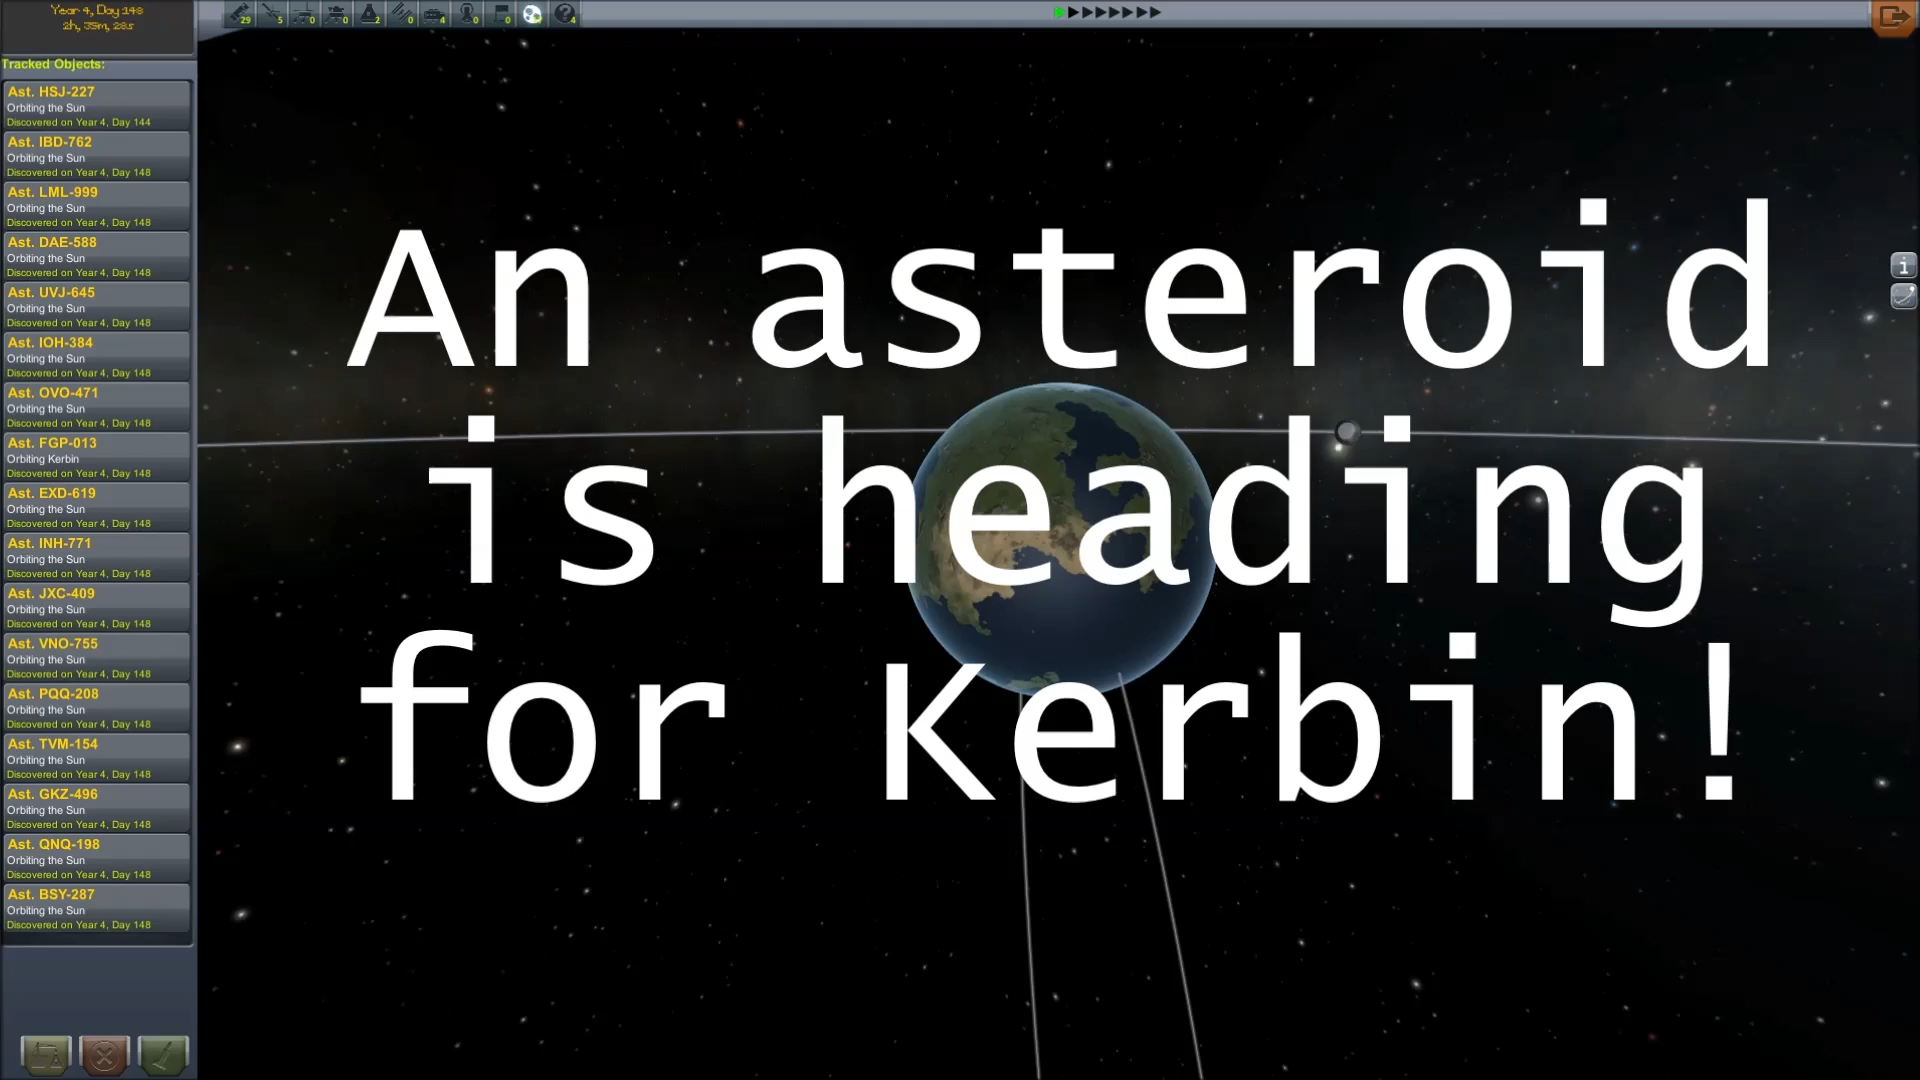 Year 4, Day 148
2h, 35m, 28s
29 5 0 0 2 0 4 0 0 4
Tracked Objects:
Ast. HSJ-227
Orbiting the Sun
Discovered on Year 4, Day 144
Ast. IBD-762
Orbiting the Sun
Discovered on Year 4, Day 148
Ast. LML-999
Orbiting the Sun
Discovered on Year 4, Day 148
Ast. DAE-588
Orbiting the Sun
Discovered on Year 4, Day 148
Ast. UVJ-645
Orbiting the Sun
Discovered on Year 4, Day 148
Ast. IOH-384
Orbiting the Sun
Discovered on Year 4, Day 148
Ast. OVO-471
Orbiting the Sun
Discovered on Year 4, Day 148
Ast. FGP-013
Orbiting Kerbin
Discovered on Year 4, Day 148
Ast. EXD-619
Orbiting the Sun
Discovered on Year 4, Day 148
Ast. INH-771
Orbiting the Sun
Discovered on Year 4, Day 148
Ast. JXC-409
Orbiting the Sun
Discovered on Year 4, Day 148
Ast. VNO-755
Orbiting the Sun
Discovered on Year 4, Day 148
Ast. PQQ-208
Orbiting the Sun
Discovered on Year 4, Day 148
Ast. TVM-154
Orbiting the Sun
Discovered on Year 4, Day 148
Ast. GKZ-496
Orbiting the Sun
Discovered on Year 4, Day 148
Ast. QNQ-198
Orbiting the Sun
Discovered on Year 4, Day 148
Ast. BSY-287
Orbiting the Sun
Discovered on Year 4, Day 148
An asteroid
is heading
for Kerbin!